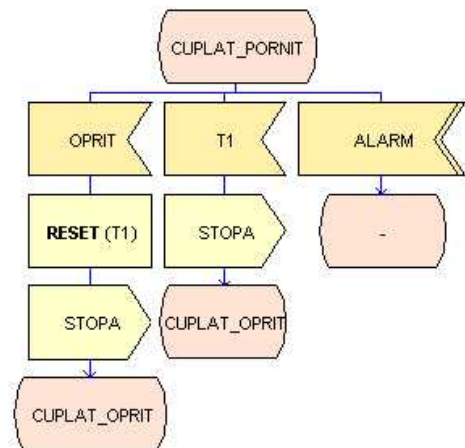 CUPLAT_PORNIT
OPRIT
T1
ALARM
RESET (T1)
STOPA
-
STOPA
CUPLAT_OPRIT
CUPLAT_OPRIT